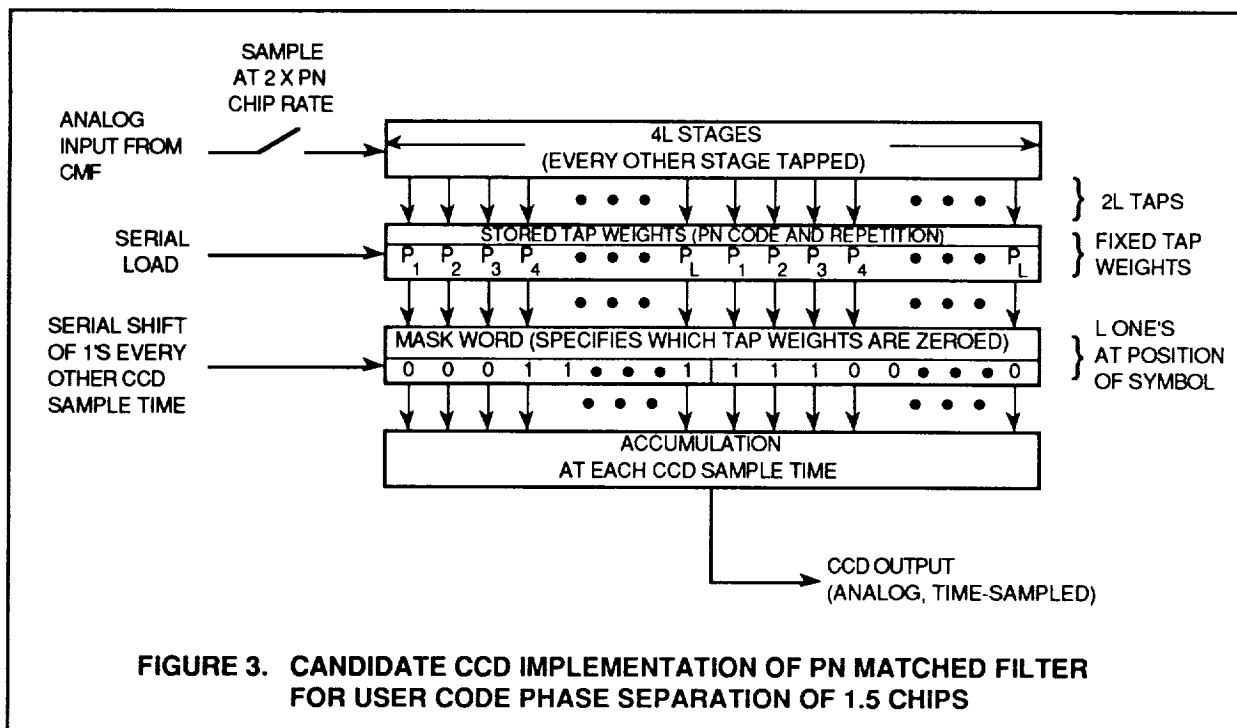 SAMPLE
AT 2 X PN
CHIP RATE
ANALOG
INPUT FROM
CMF
4L STAGES
(EVERY OTHER STAGE TAPPED)
2L TAPS
SERIAL
LOAD
STORED TAP WEIGHTS (PN CODE AND REPETITION)
P1 P2 P3 P4 ● ● ● PL P1 P2 P3 P4 ● ● ● PL
FIXED TAP
WEIGHTS
SERIAL SHIFT
OF 1'S EVERY
OTHER CCD
SAMPLE TIME
MASK WORD (SPECIFIES WHICH TAP WEIGHTS ARE ZEROED)
0 0 0 1 1 ● ● ● 1 1 1 1 0 0 ● ● ● 0
L ONE'S
AT POSITION
OF SYMBOL
ACCUMULATION
AT EACH CCD SAMPLE TIME
CCD OUTPUT
(ANALOG, TIME-SAMPLED)
FIGURE 3. CANDIDATE CCD IMPLEMENTATION OF PN MATCHED FILTER
FOR USER CODE PHASE SEPARATION OF 1.5 CHIPS